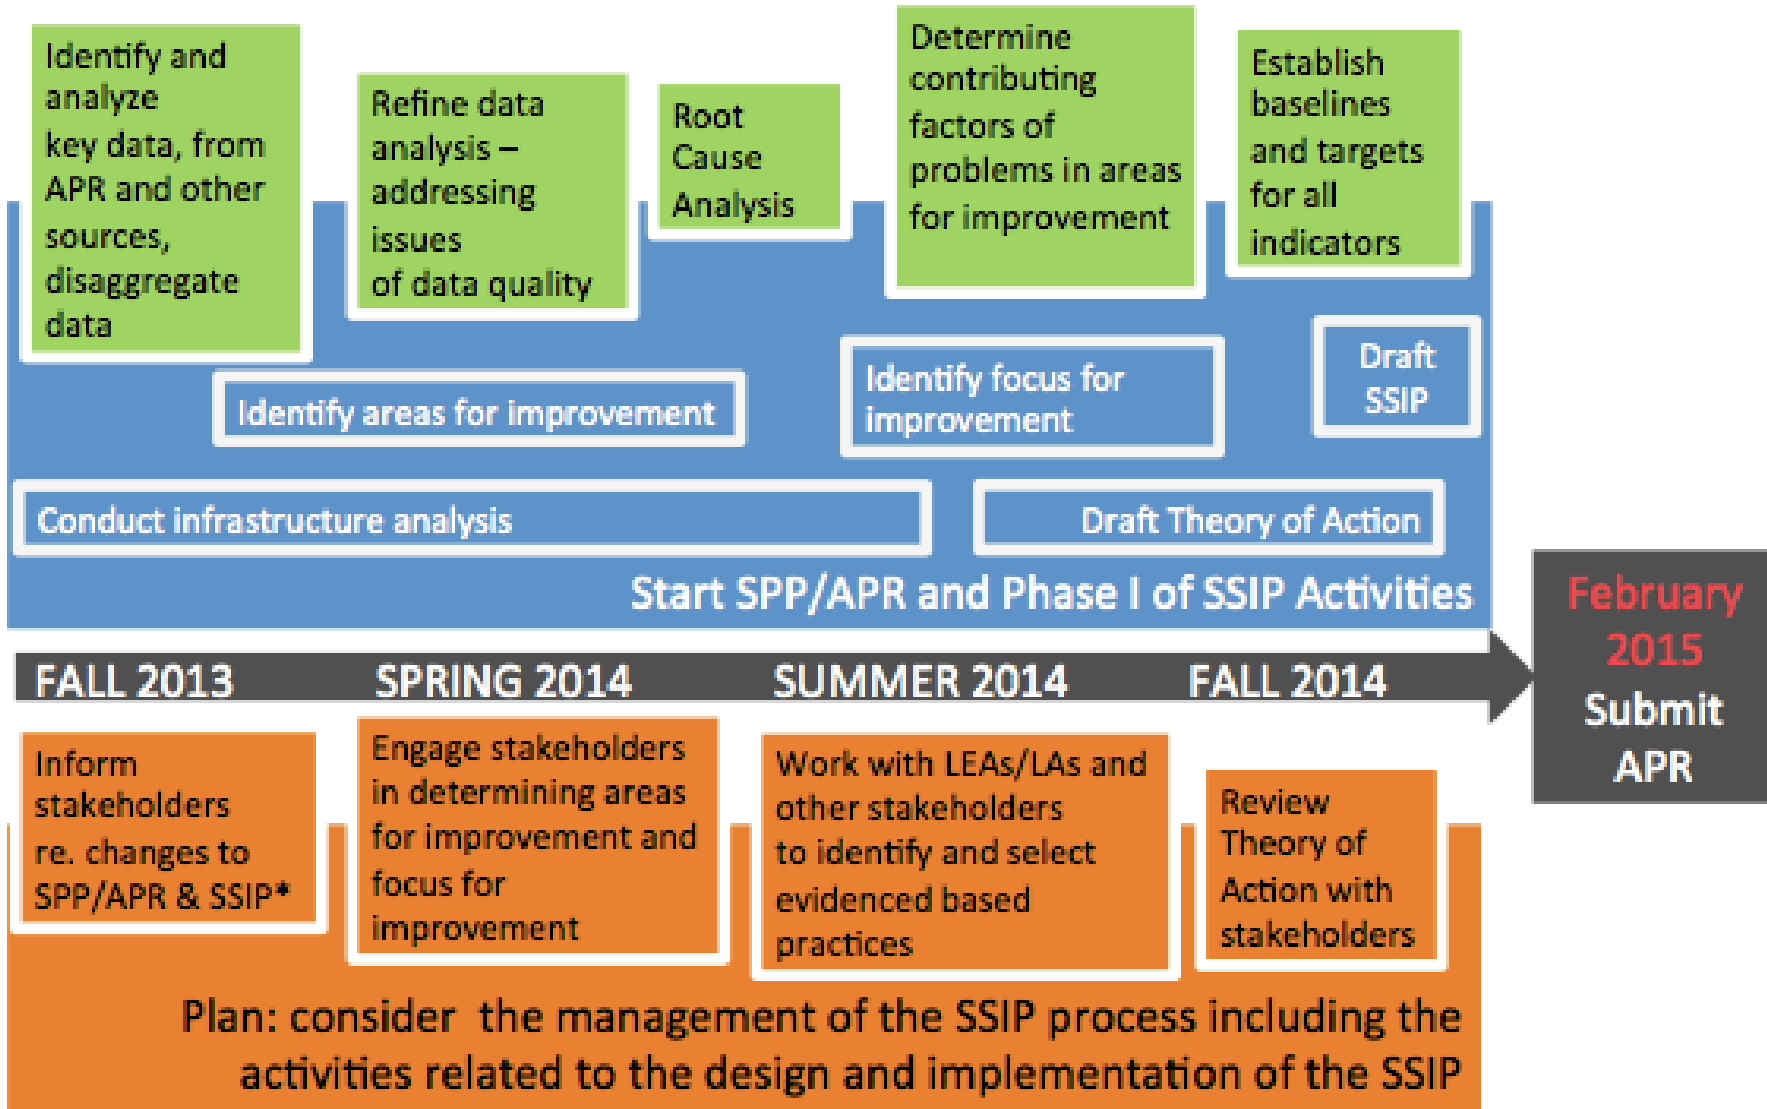 Identify and
analyze
key data, from
APR and other
sources,
disaggregate
data
Refine data
analysis –
addressing
issues
of data quality
Root
Cause
Analysis
Determine
contributing
factors of
problems in areas
for improvement
Establish
baselines
and targets
for all
indicators
Identify areas for improvement
Identify focus for
improvement
Draft
SSIP
Conduct infrastructure analysis
Draft Theory of Action
Start SPP/APR and Phase I of SSIP Activities
FALL 2013
SPRING 2014
SUMMER 2014
FALL 2014
February
2015
Submit
APR
Inform
stakeholders
re. changes to
SPP/APR & SSIP*
Engage stakeholders
in determining areas
for improvement and
focus for
improvement
Work with LEAs/LAs and
other stakeholders
to identify and select
evidenced based
practices
Review
Theory of
Action with
stakeholders
Plan: consider the management of the SSIP process including the
activities related to the design and implementation of the SSIP